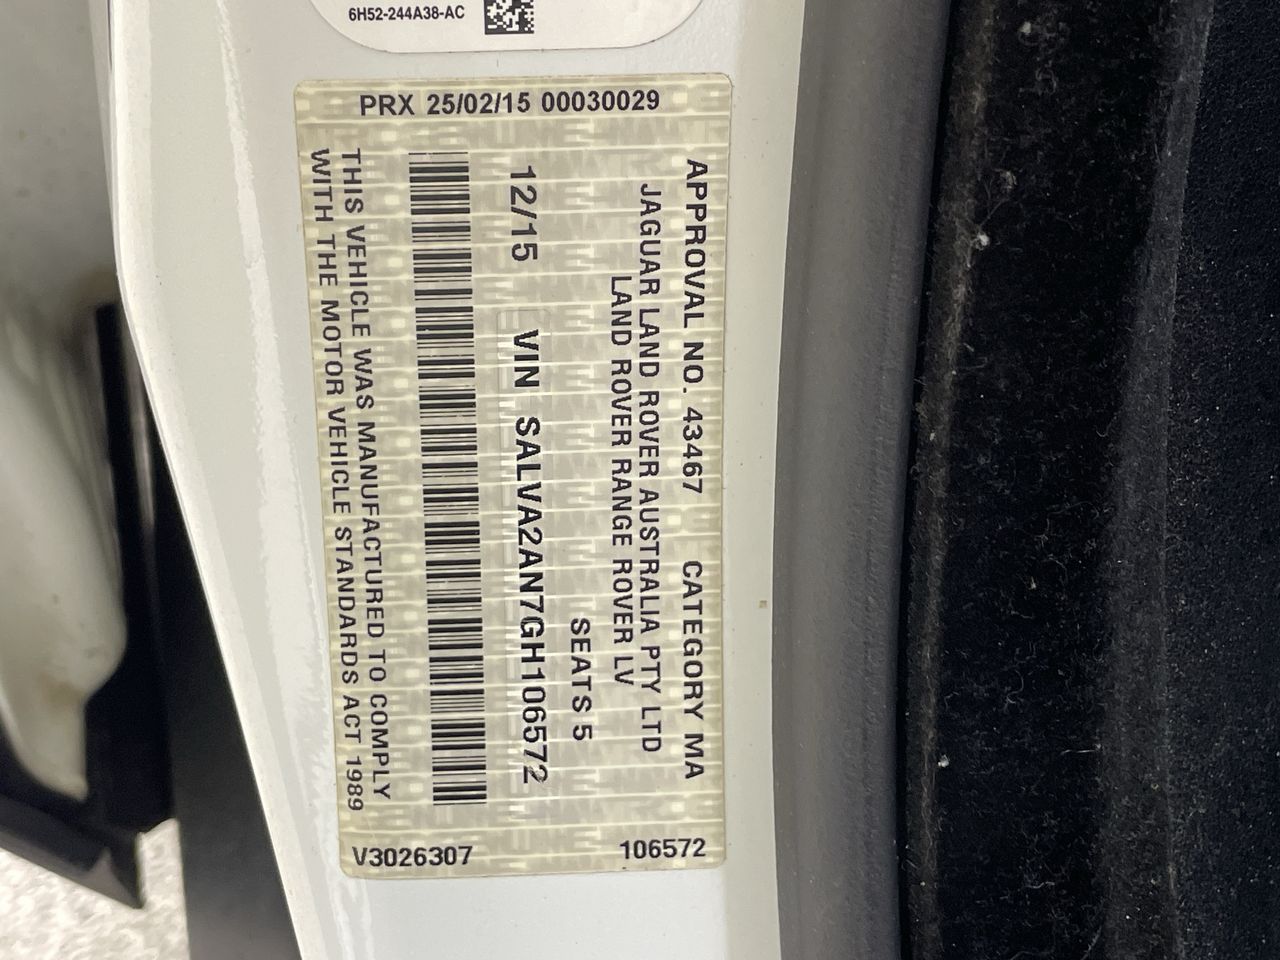 6H52-244A38-AC
PRX 25/02/15 00030029
APPROVAL NO. 43467 CATEGORY MA
JAGUAR LAND ROVER AUSTRALIA PTY LTD
LAND ROVER RANGE ROVER LV
SEATS 5
12/15 VIN SALVA2AN7GH106572
THIS VEHICLE WAS MANUFACTURED TO COMPLY
WITH THE MOTOR VEHICLE STANDARDS ACT 1989
V3026307 106572